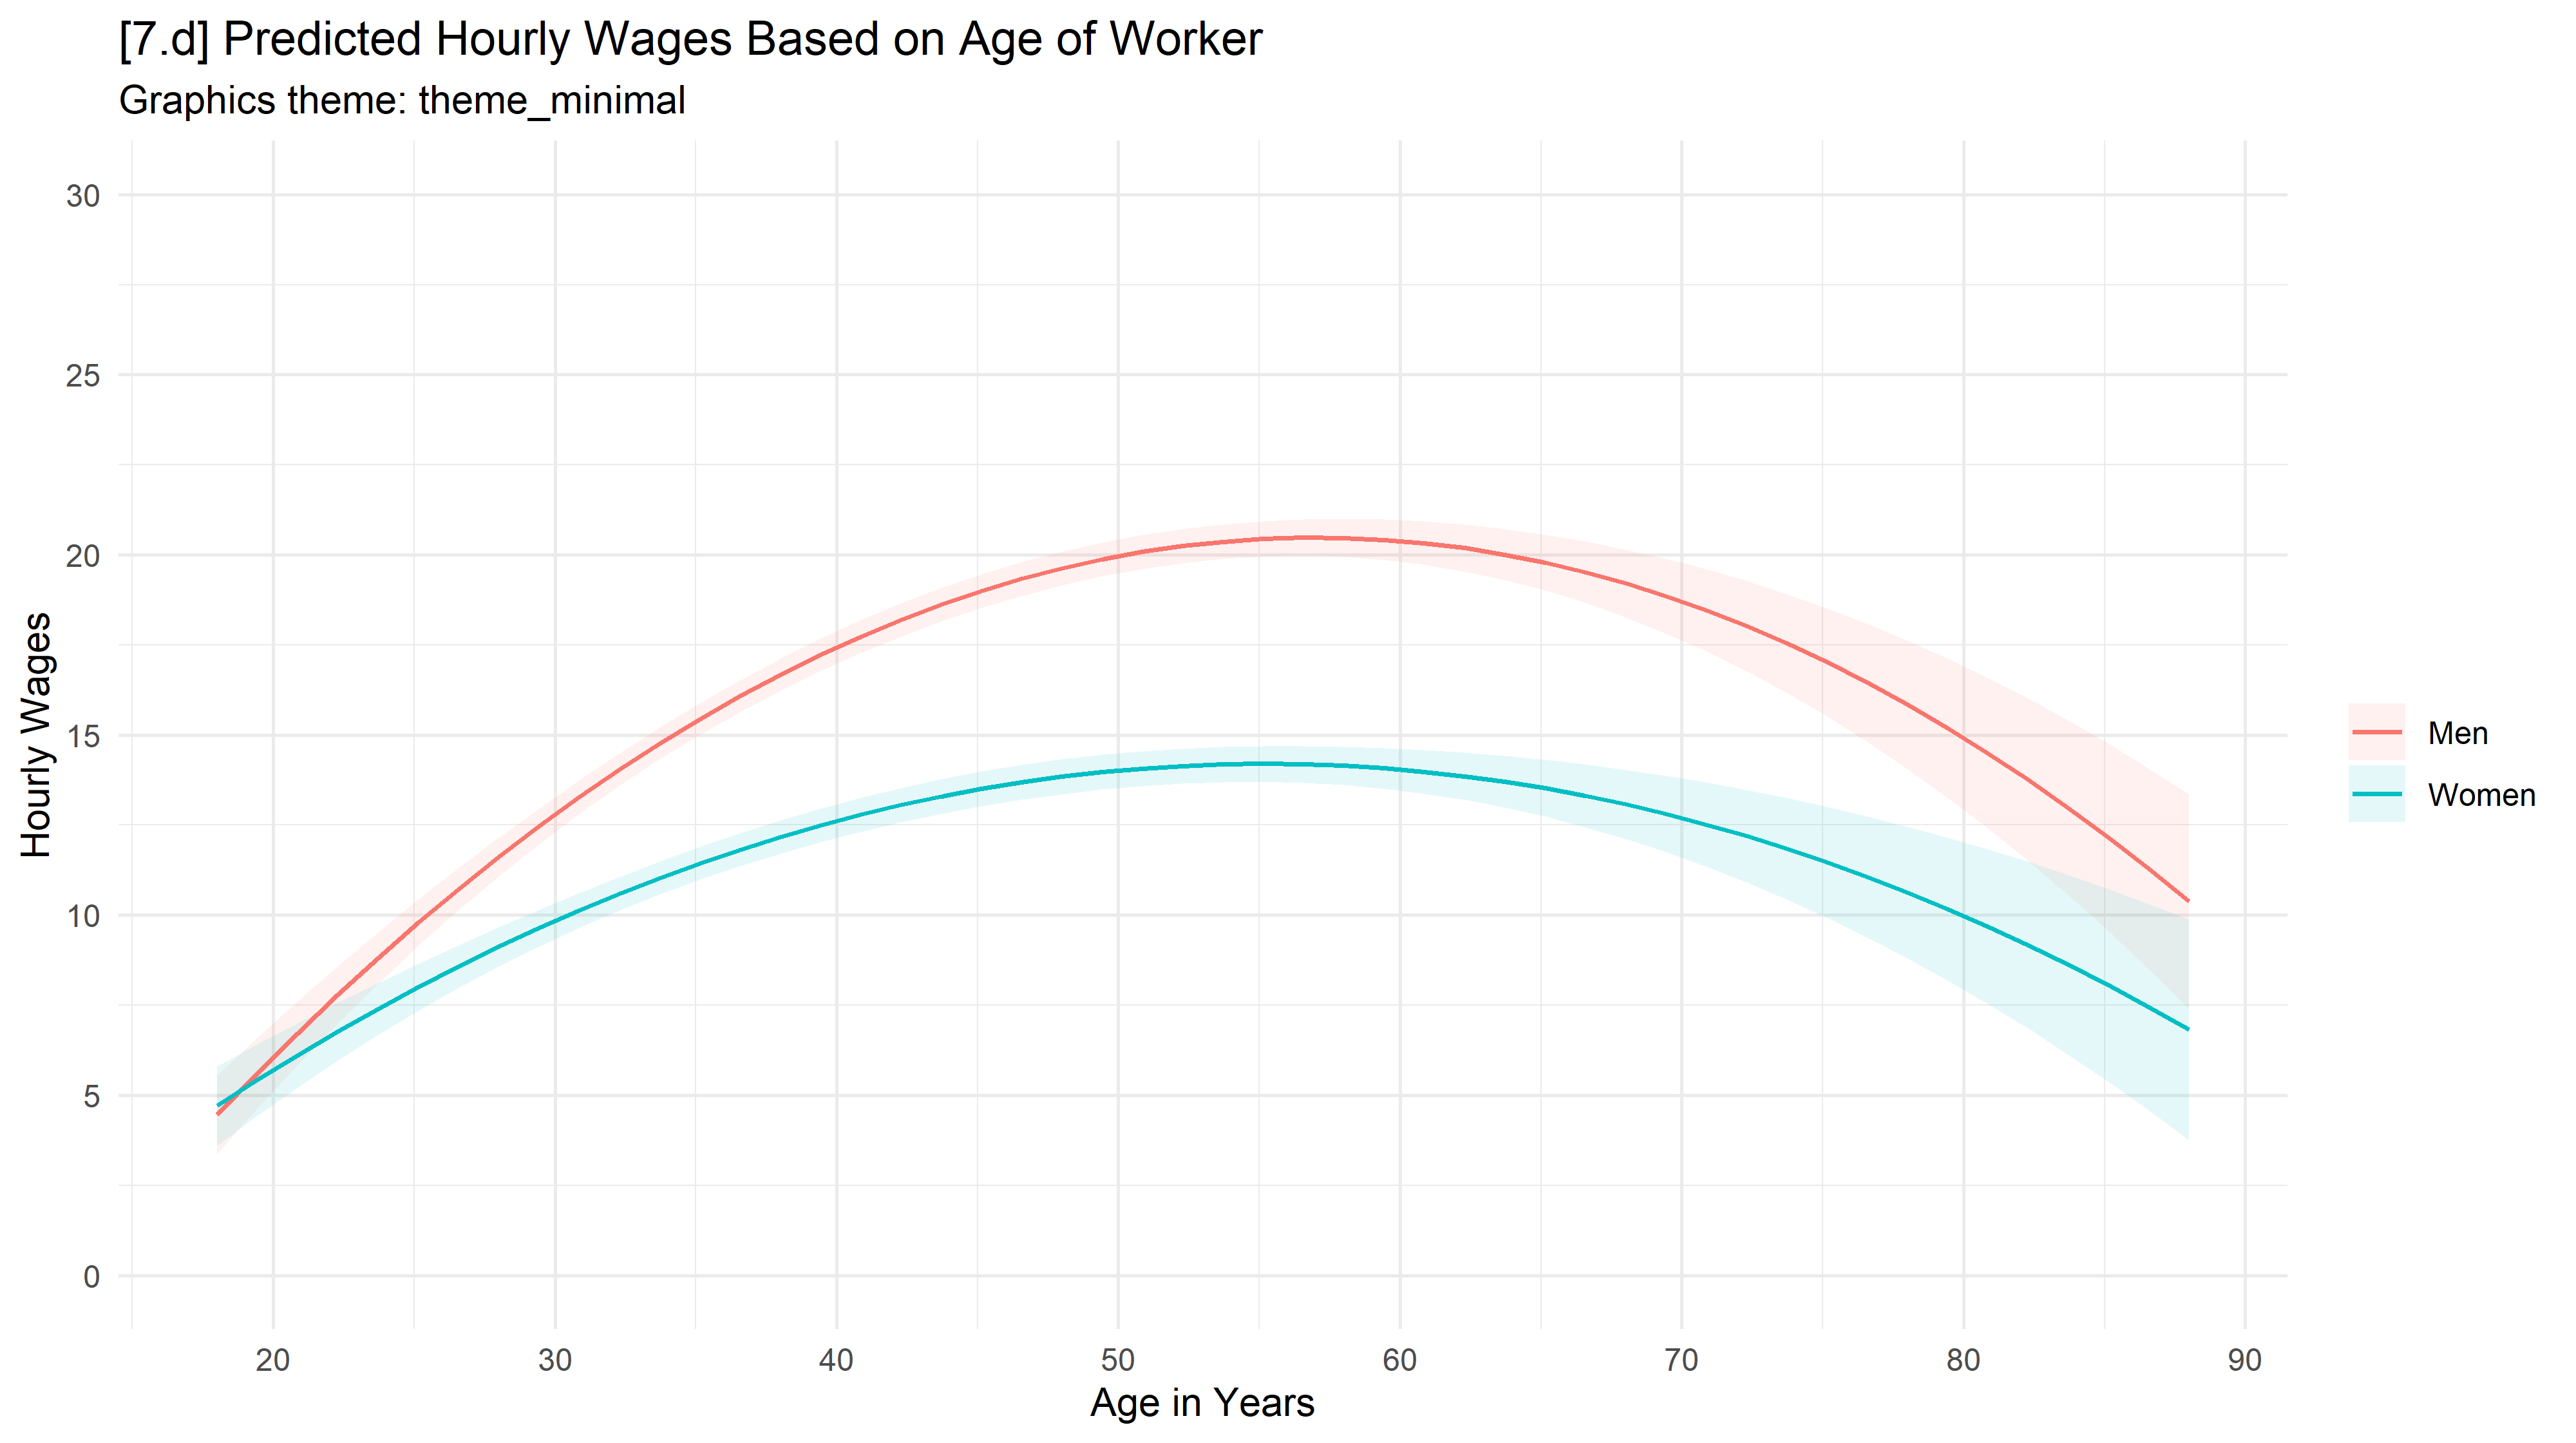 [7.d] Predicted Hourly Wages Based on Age of Worker
Graphics theme: theme_minimal
30
25
20
15
10
5
0
Hourly Wages
20 30 40 50 60 70 80 90
Age in Years
Men
Women